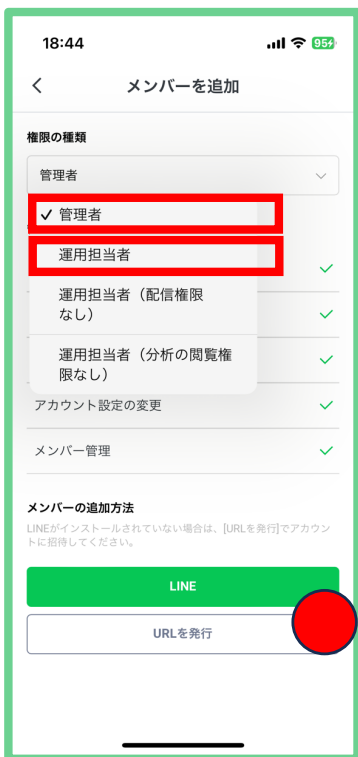 18:44
95
メンバーを追加
権限の種類
管理者
管理者
運用担当者
運用担当者（配信権限
なし）
運用担当者（分析の閲覧権
限なし）
アカウント設定の変更
メンバー管理
メンバーの追加方法
LINEがインストールされていない場合は、[URLを発行]でアカウン
トに招待してください。
LINE
URLを発行